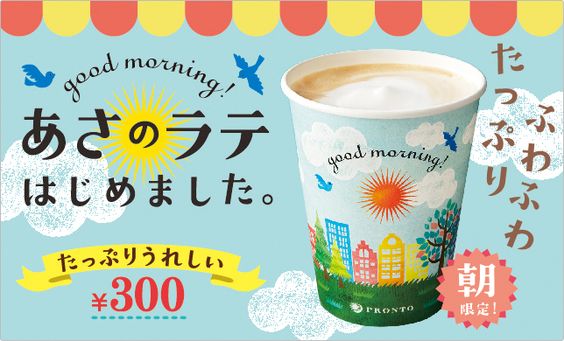 good morning!
あさのラテ
はじめました。
たっぷりうれしい
¥300
good morning!
PRONTO
たっぷり
ふわふわ
朝
限定!